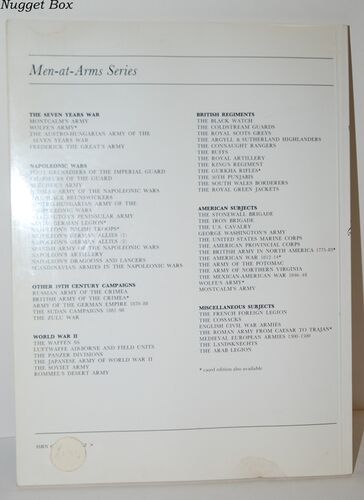 Nugget Box
Men-at-Arms Series
THE SEVEN YEARS WAR
MONTCALM'S ARMY
WOLFE'S ARMY*
THE AUSTRO-HUNGARIAN ARMY OF THE
SEVEN YEARS WAR
FREDERICK THE GREAT'S ARMY
NAPOLEONIC WARS
FOOT GRENADIERS OF THE IMPERIAL GUARD
OF THE GUARD
BLÜCHER'S ARMY
ARMY OF THE NAPOLEONIC WARS
BLACK BRUNSWICKERS
AUSTRO-HUNGARIAN ARMY OF THE
NAPOLEONIC WARS
PENINSULAR ARMY
GERMAN LEGION*
NAPOLEON'S POLISH TROOPS*
NAPOLEON'S GERMAN ALLIES (1)
NAPOLEON'S GERMAN ALLIES (2)
SPANISH ARMY OF THE NAPOLEONIC WARS
NAPOLEON'S ARTILLERY
NAPOLEON'S DRAGOONS AND LANCERS
SCANDINAVIAN ARMIES IN THE NAPOLEONIC WARS
OTHER 19TH CENTURY CAMPAIGNS
RUSSIAN ARMY OF THE CRIMEA
BRITISH ARMY OF THE CRIMEA*
ARMY OF THE GERMAN EMPIRE 1870-88
THE SUDAN CAMPAIGNS 1881-98
THE ZULU WAR
WORLD WAR II
THE WAFFEN SS
LUFTWAFFE AIRBORNE AND FIELD UNITS
THE PANZER DIVISIONS
THE JAPANESE ARMY OF WORLD WAR II
THE SOVIET ARMY
ROMMEL'S DESERT ARMY
BRITISH REGIMENTS
THE BLACK WATCH
THE COLDSTREAM GUARDS
THE ROYAL SCOTS GREYS
THE ARGYLL & SUTHERLAND HIGHLANDERS
THE CONNAUGHT RANGERS
THE BUFFS
THE ROYAL ARTILLERY
THE KING'S REGIMENT
THE GURKHA RIFLES*
THE 30TH PUNJABIS
THE SOUTH WALES BORDERERS
THE ROYAL GREEN JACKETS
AMERICAN SUBJECTS
THE STONEWALL BRIGADE
THE IRON BRIGADE
THE U.S. CAVALRY
GEORGE WASHINGTON'S ARMY
THE UNITED STATES MARINE CORPS
THE AMERICAN PROVINCIAL CORPS
THE BRITISH ARMY IN NORTH AMERICA 1775-83*
THE AMERICAN WAR 1812-14*
THE ARMY OF THE POTOMAC
THE ARMY OF NORTHERN VIRGINIA
THE MEXICAN-AMERICAN WAR 1846-48
WOLFE'S ARMY*
MONTCALM'S ARMY
MISCELLANEOUS SUBJECTS
THE FRENCH FOREIGN LEGION
THE COSSACKS
ENGLISH CIVIL WAR ARMIES
THE ROMAN ARMY FROM CAESAR TO TRAJAN*
MEDIEVAL EUROPEAN ARMIES 1300-1500
THE LANDSKNECHTS
THE ARAB LEGION
* cased edition also available
ISBN